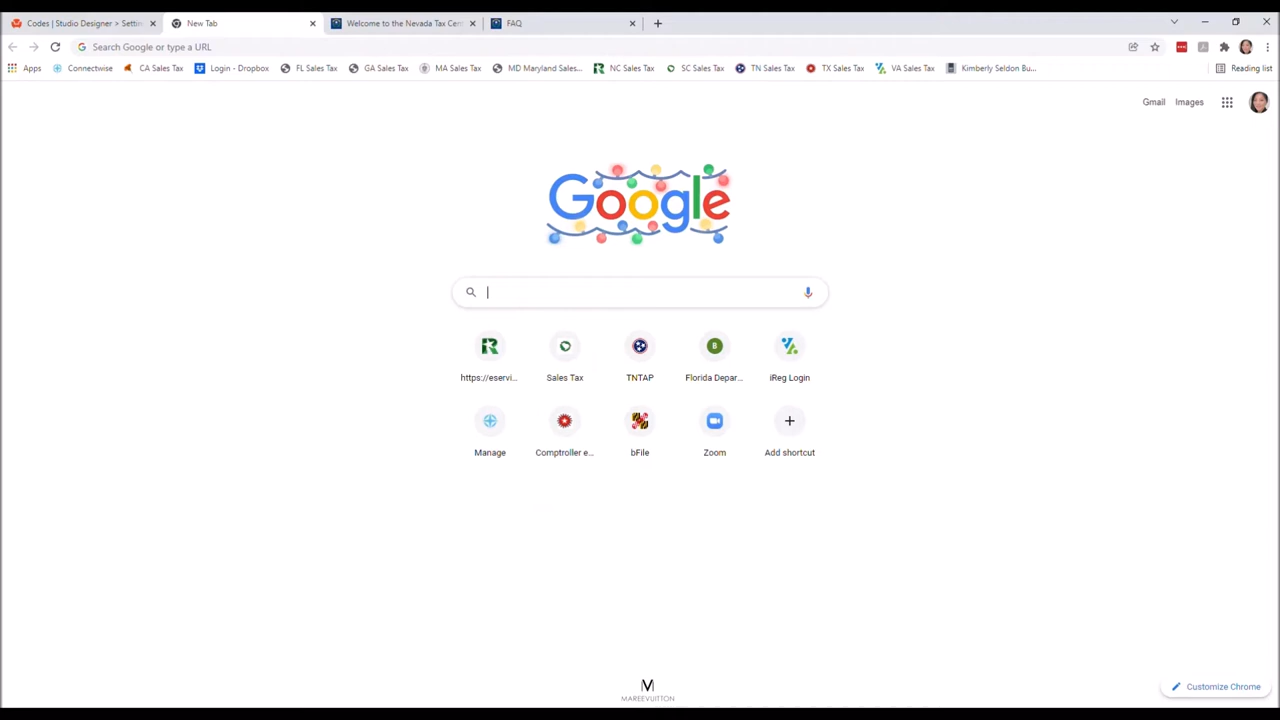 Codes | Studio Designer > Settin
New Tab
Welcome to the Nevada Tax Cen
FAQ
Search Google or type a URL
Apps
Connectwise
CA Sales Tax
Login - Dropbox
FL Sales Tax
GA Sales Tax
MA Sales Tax
MD Maryland Sales...
NC Sales Tax
SC Sales Tax
TN Sales Tax
TX Sales Tax
VA Sales Tax
Kimberly Seldon Bu...
Reading list
Gmail
Images
Google
https://eservi...
Sales Tax
TNTAP
B
Florida Depar...
iReg Login
Manage
Comptroller e...
bFile
Zoom
Add shortcut
M
MAREEVUITTON
Customize Chrome